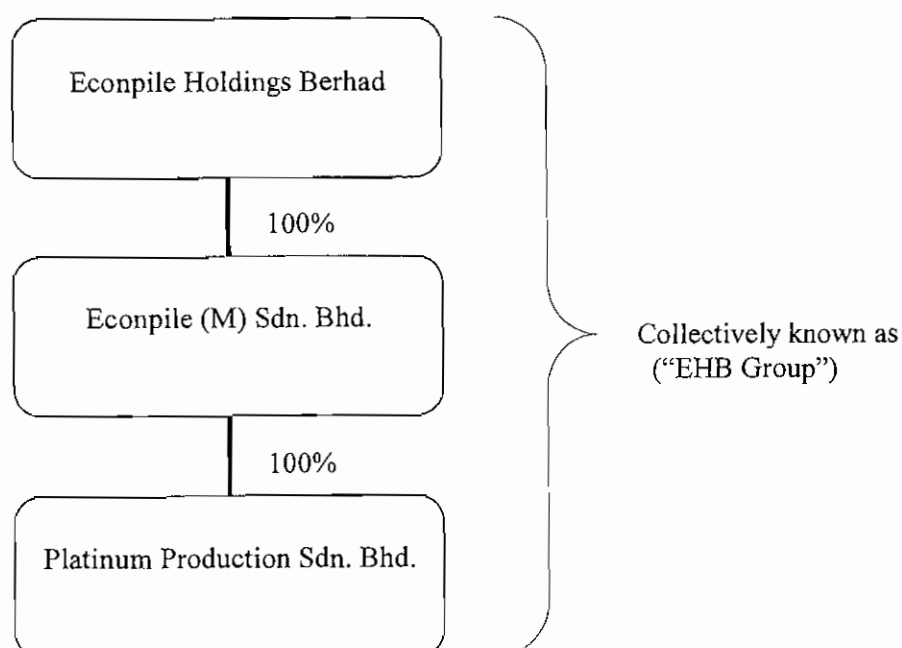 Econpile Holdings Berhad
100%
Econpile (M) Sdn. Bhd.
Collectively known as
(“EHB Group”)
100%
Platinum Production Sdn. Bhd.